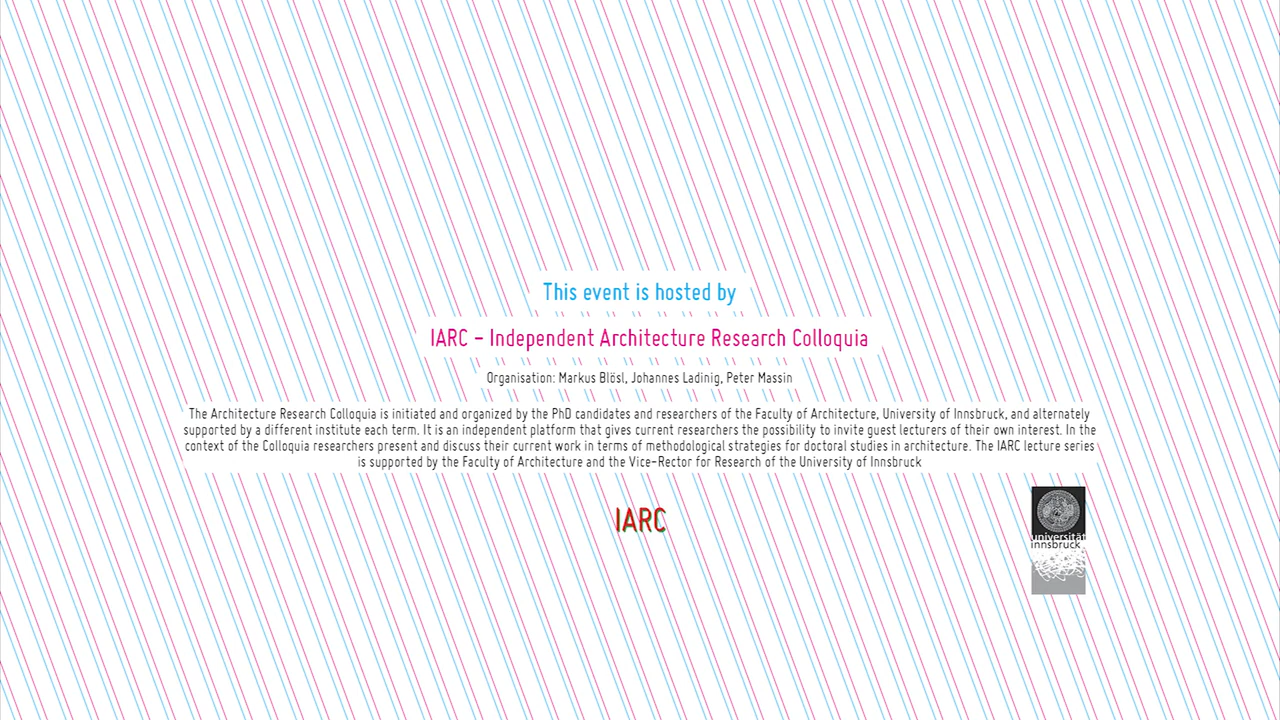 This event is hosted by
IARC - Independent Architecture Research Colloquia
Organisation: Markus Blösl, Johannes Ladinig, Peter Massin
The Architecture Research Colloquia is initiated and organized by the PhD candidates and researchers of the Faculty of Architecture, University of Innsbruck, and alternately
supported by a different institute each term. It is an independent platform that gives current researchers the possibility to invite guest lecturers of their own interest. In the
context of the Colloquia researchers present and discuss their current work in terms of methodological strategies for doctoral studies in architecture. The IARC lecture series
is supported by the Faculty of Architecture and the Vice-Rector for Research of the University of Innsbruck
IARC
universität
innsbruck